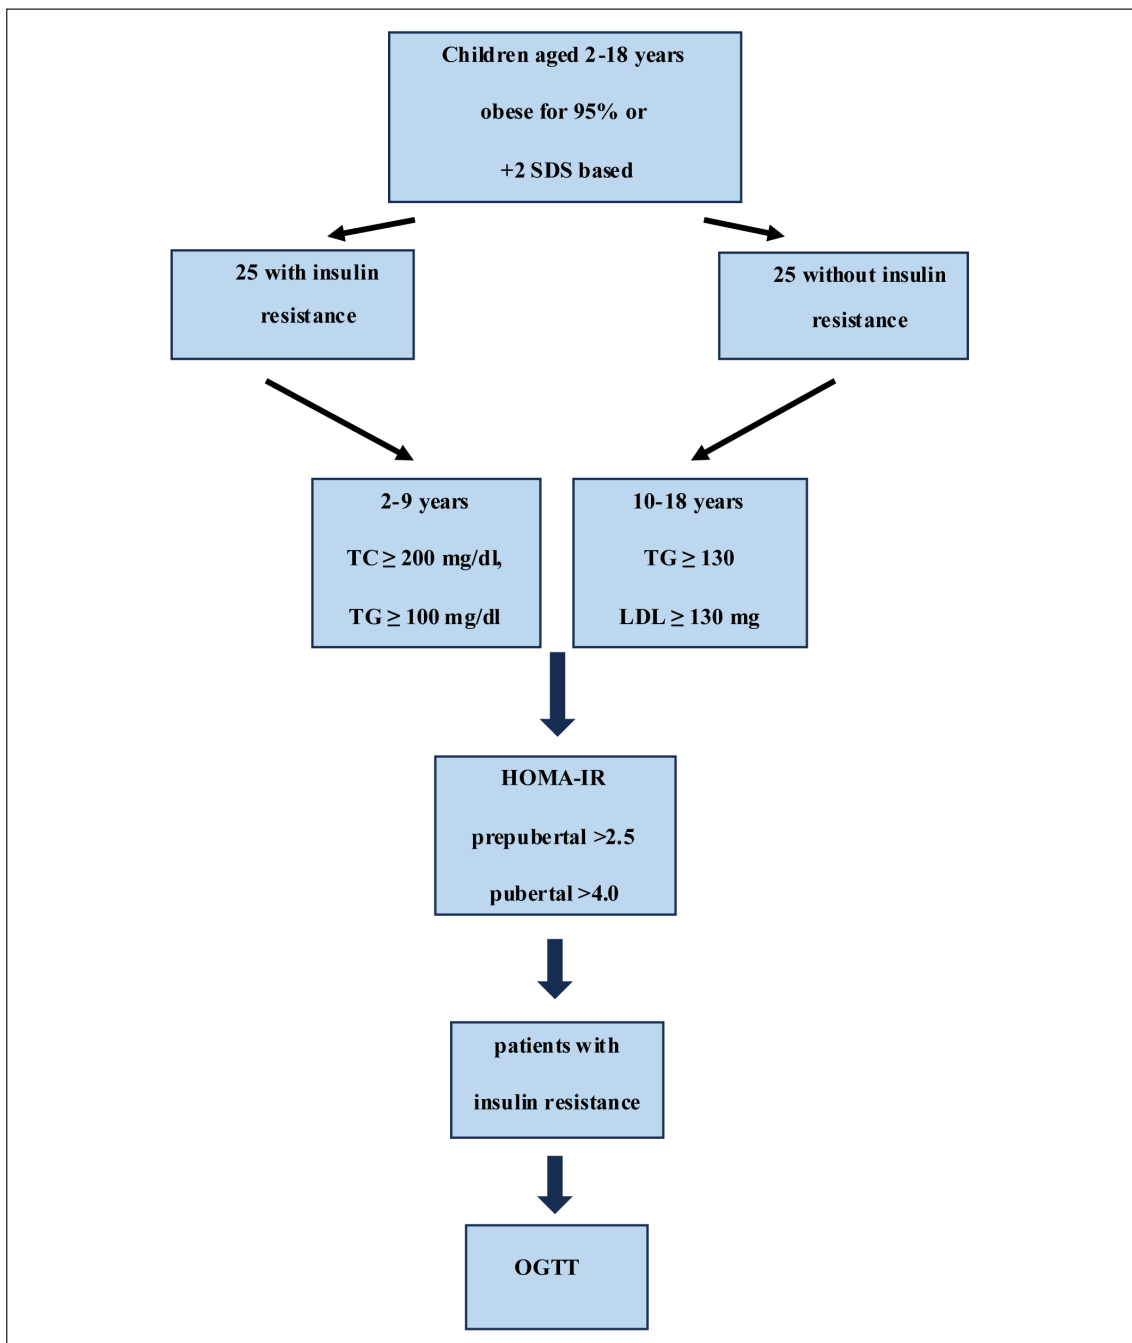 Children aged 2-18 years
obese for 95% or
+2 SDS based
25 with insulin
resistance
25 without insulin
resistance
2-9 years
TC ≥ 200 mg/dl,
TG ≥ 100 mg/dl
10-18 years
TG ≥ 130
LDL ≥ 130 mg
HOMA-IR
prepubertal >2.5
pubertal >4.0
patients with
insulin resistance
OGTT